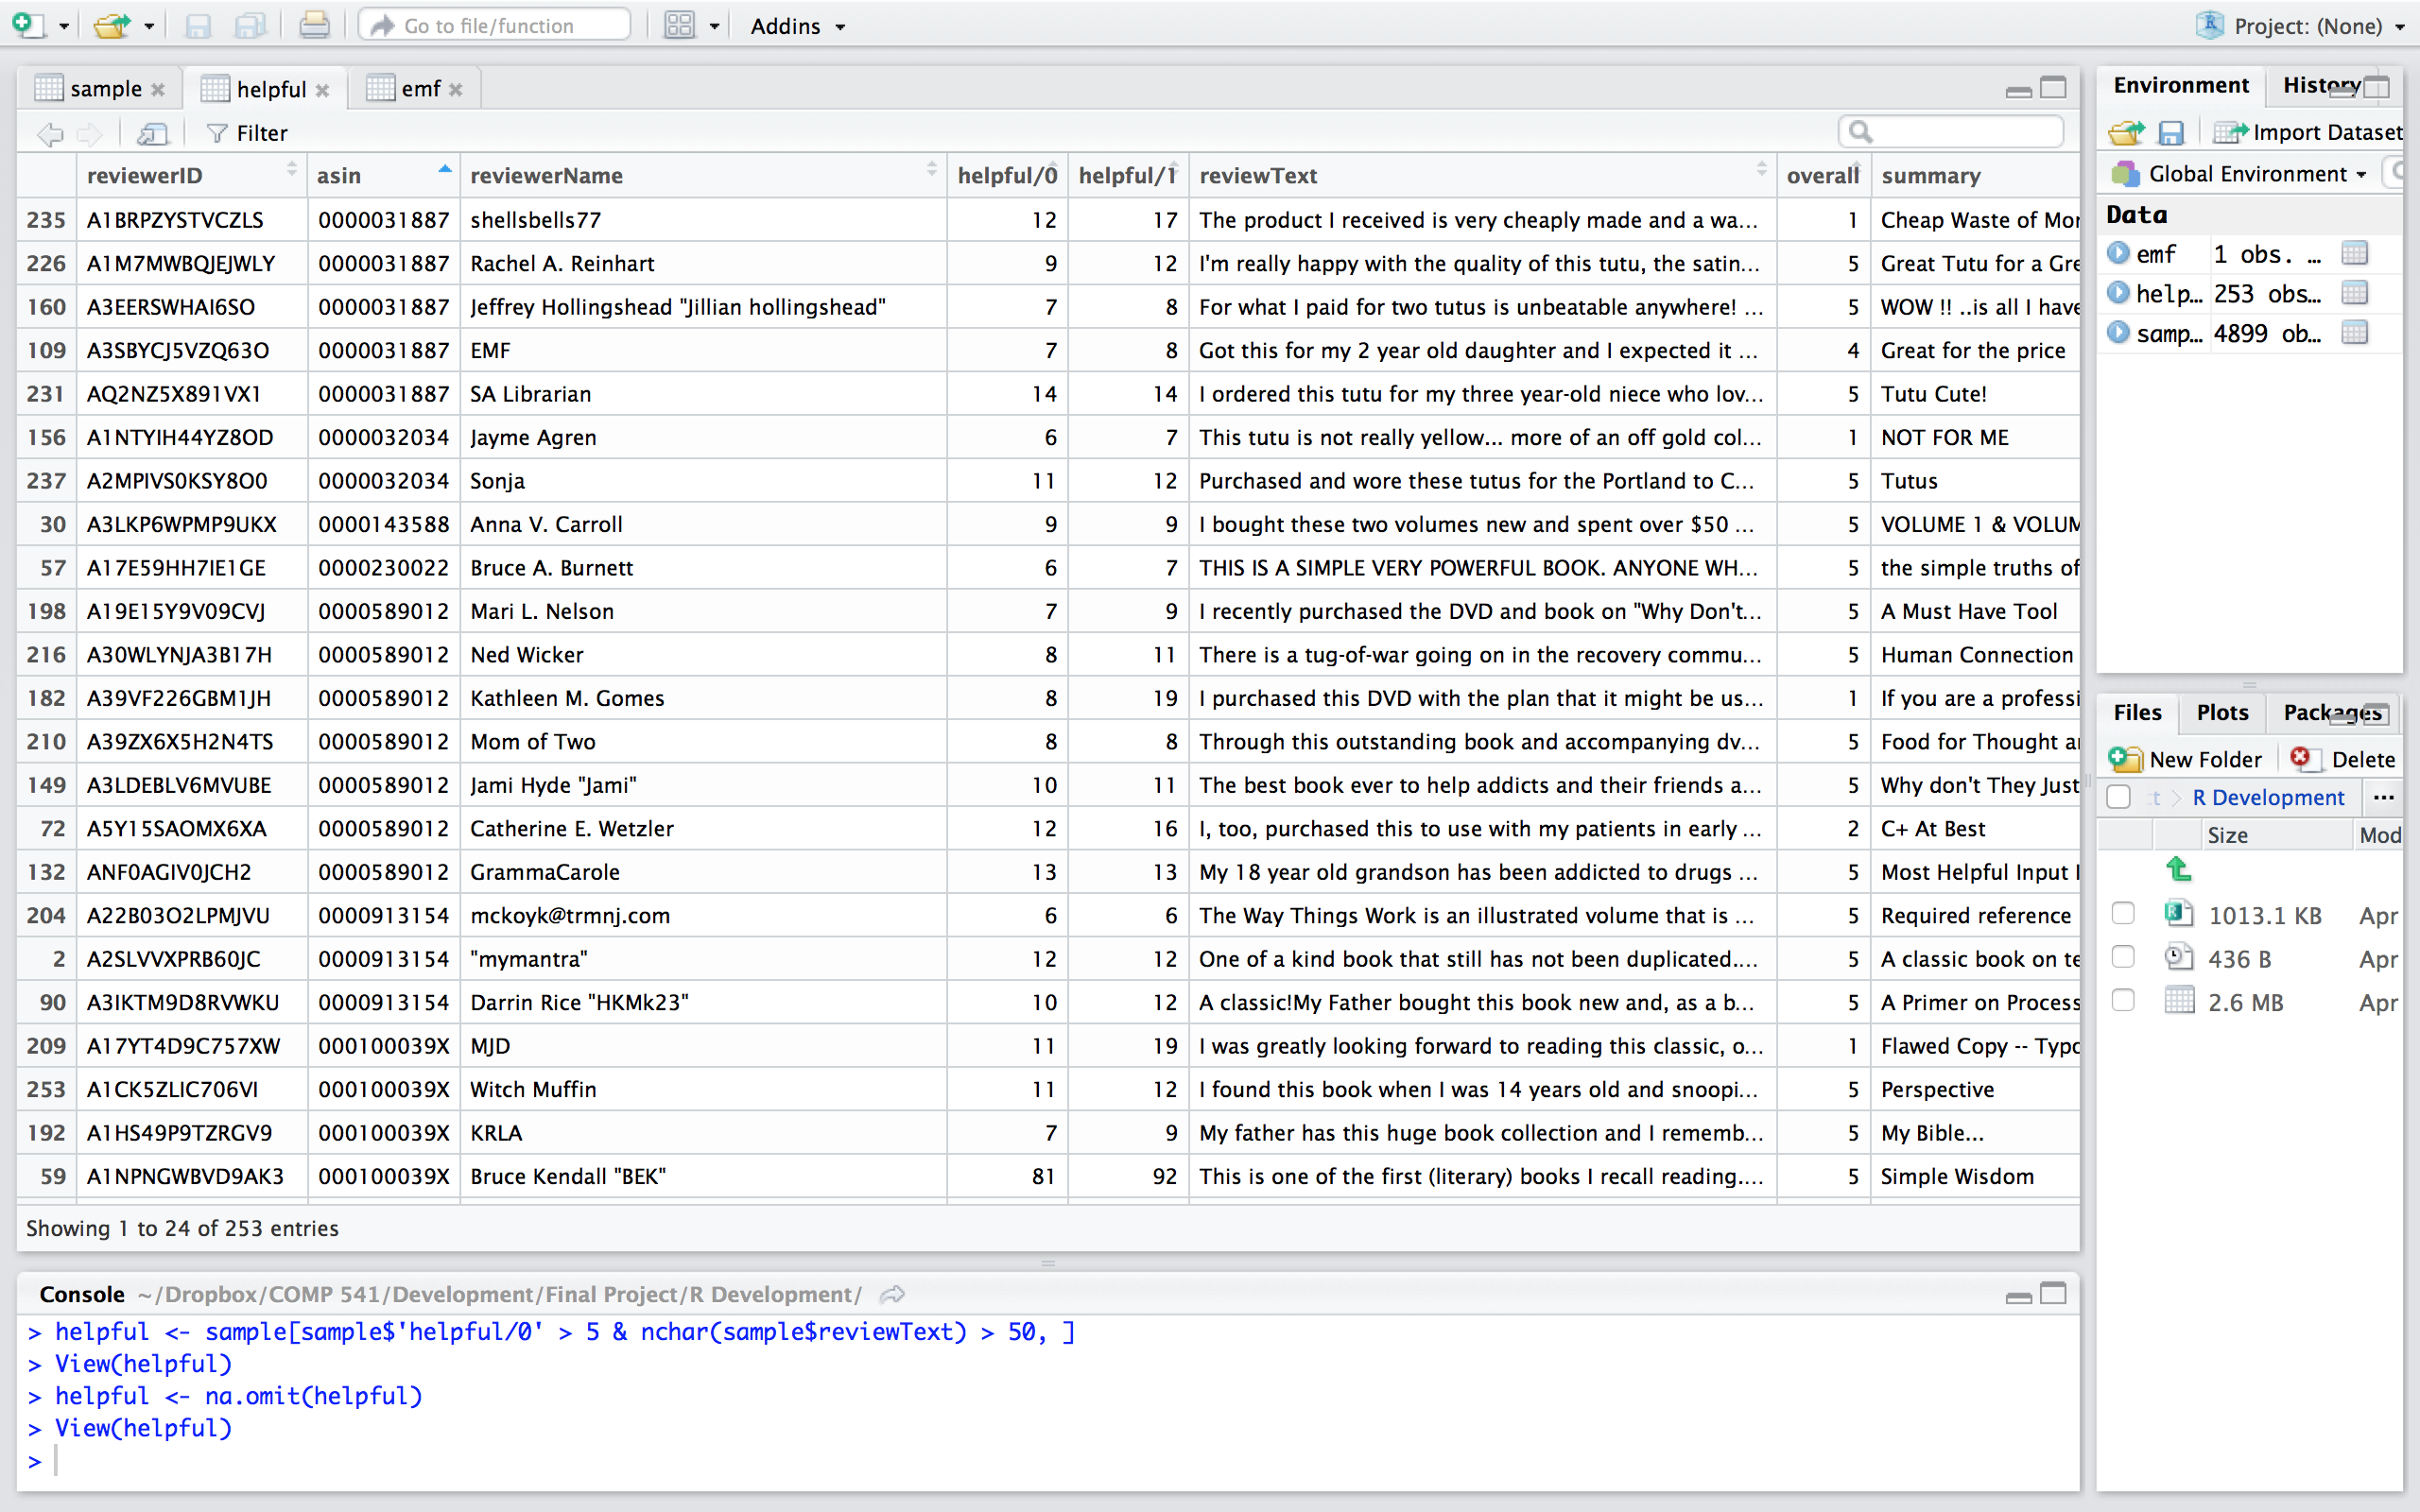 Go to file/function Addins Project: (None)
sample helpful emf
Filter
reviewerID asin reviewerName helpful/0 helpful/1 reviewText overall summary
235 A1BRPZYSTVCZLS 0000031887 shellsbells77 12 17 The product I received is very cheaply made and a wa... 1 Cheap Waste of Mor
226 A1M7MWBQJEJWLY 0000031887 Rachel A. Reinhart 9 12 I'm really happy with the quality of this tutu, the satin... 5 Great Tutu for a Gre
160 A3EERSWHAI6SO 0000031887 Jeffrey Hollingshead "Jillian hollingshead" 7 8 For what I paid for two tutus is unbeatable anywhere! ... 5 WOW !! ..is all I have
109 A3SBYCJ5VZQ63O 0000031887 EMF 7 8 Got this for my 2 year old daughter and I expected it ... 4 Great for the price
231 AQ2NZ5X891VX1 0000031887 SA Librarian 14 14 I ordered this tutu for my three year-old niece who lov... 5 Tutu Cute!
156 A1NTYIH44YZ8OD 0000032034 Jayme Agren 6 7 This tutu is not really yellow... more of an off gold col... 1 NOT FOR ME
237 A2MPIVS0KSY8O0 0000032034 Sonja 11 12 Purchased and wore these tutus for the Portland to C... 5 Tutus
30 A3LKP6WPMP9UKX 0000143588 Anna V. Carroll 9 9 I bought these two volumes new and spent over $50 ... 5 VOLUME 1 & VOLUM
57 A17E59HH7IE1GE 0000230022 Bruce A. Burnett 6 7 THIS IS A SIMPLE VERY POWERFUL BOOK. ANYONE WH... 5 the simple truths of
198 A19E15Y9V09CVJ 0000589012 Mari L. Nelson 7 9 I recently purchased the DVD and book on "Why Don't... 5 A Must Have Tool
216 A30WLYNJA3B17H 0000589012 Ned Wicker 8 11 There is a tug-of-war going on in the recovery commu... 5 Human Connection
182 A39VF226GBM1JH 0000589012 Kathleen M. Gomes 8 19 I purchased this DVD with the plan that it might be us... 1 If you are a professi
210 A39ZX6X5H2N4TS 0000589012 Mom of Two 8 8 Through this outstanding book and accompanying dv... 5 Food for Thought a
149 A3LDEBLV6MVUBE 0000589012 Jami Hyde "Jami" 10 11 The best book ever to help addicts and their friends a... 5 Why don't They Just
72 A5Y15SAOMX6XA 0000589012 Catherine E. Wetzler 12 16 I, too, purchased this to use with my patients in early ... 2 C+ At Best
132 ANF0AGIV0JCH2 0000589012 GrammaCarole 13 13 My 18 year old grandson has been addicted to drugs ... 5 Most Helpful Input
204 A22B03O2LPMJVU 0000913154 mckoyk@trmnj.com 6 6 The Way Things Work is an illustrated volume that is ... 5 Required reference
2 A2SLVVXPRB60JC 0000913154 "mymantra" 12 12 One of a kind book that still has not been duplicated.... 5 A classic book on te
90 A3IKTM9D8RVWKU 0000913154 Darrin Rice "HKMk23" 10 12 A classic!My Father bought this book new and, as a b... 5 A Primer on Process
209 A17YT4D9C757XW 000100039X MJD 11 19 I was greatly looking forward to reading this classic, o... 1 Flawed Copy -- Typo
253 A1CK5ZLIC706VI 000100039X Witch Muffin 11 12 I found this book when I was 14 years old and snoopi... 5 Perspective
192 A1HS49P9TZRGV9 000100039X KRLA 7 9 My father has this huge book collection and I rememb... 5 My Bible...
59 A1NPNGWBVD9AK3 000100039X Bruce Kendall "BEK" 81 92 This is one of the first (literary) books I recall reading.... 5 Simple Wisdom
Showing 1 to 24 of 253 entries
Console ~/Dropbox/COMP 541/Development/Final Project/R Development/
> helpful <- sample[sample$'helpful/0' > 5 & nchar(sample$reviewText) > 50, ]
> View(helpful)
> helpful <- na.omit(helpful)
> View(helpful)
>
Environment History
Import Dataset
Global Environment
Data
emf 1 obs. ...
help... 253 obs...
samp... 4899 ob...
Files Plots Packages
New Folder Delete
R Development ...
Size Mod
1013.1 KB Apr
436 B Apr
2.6 MB Apr